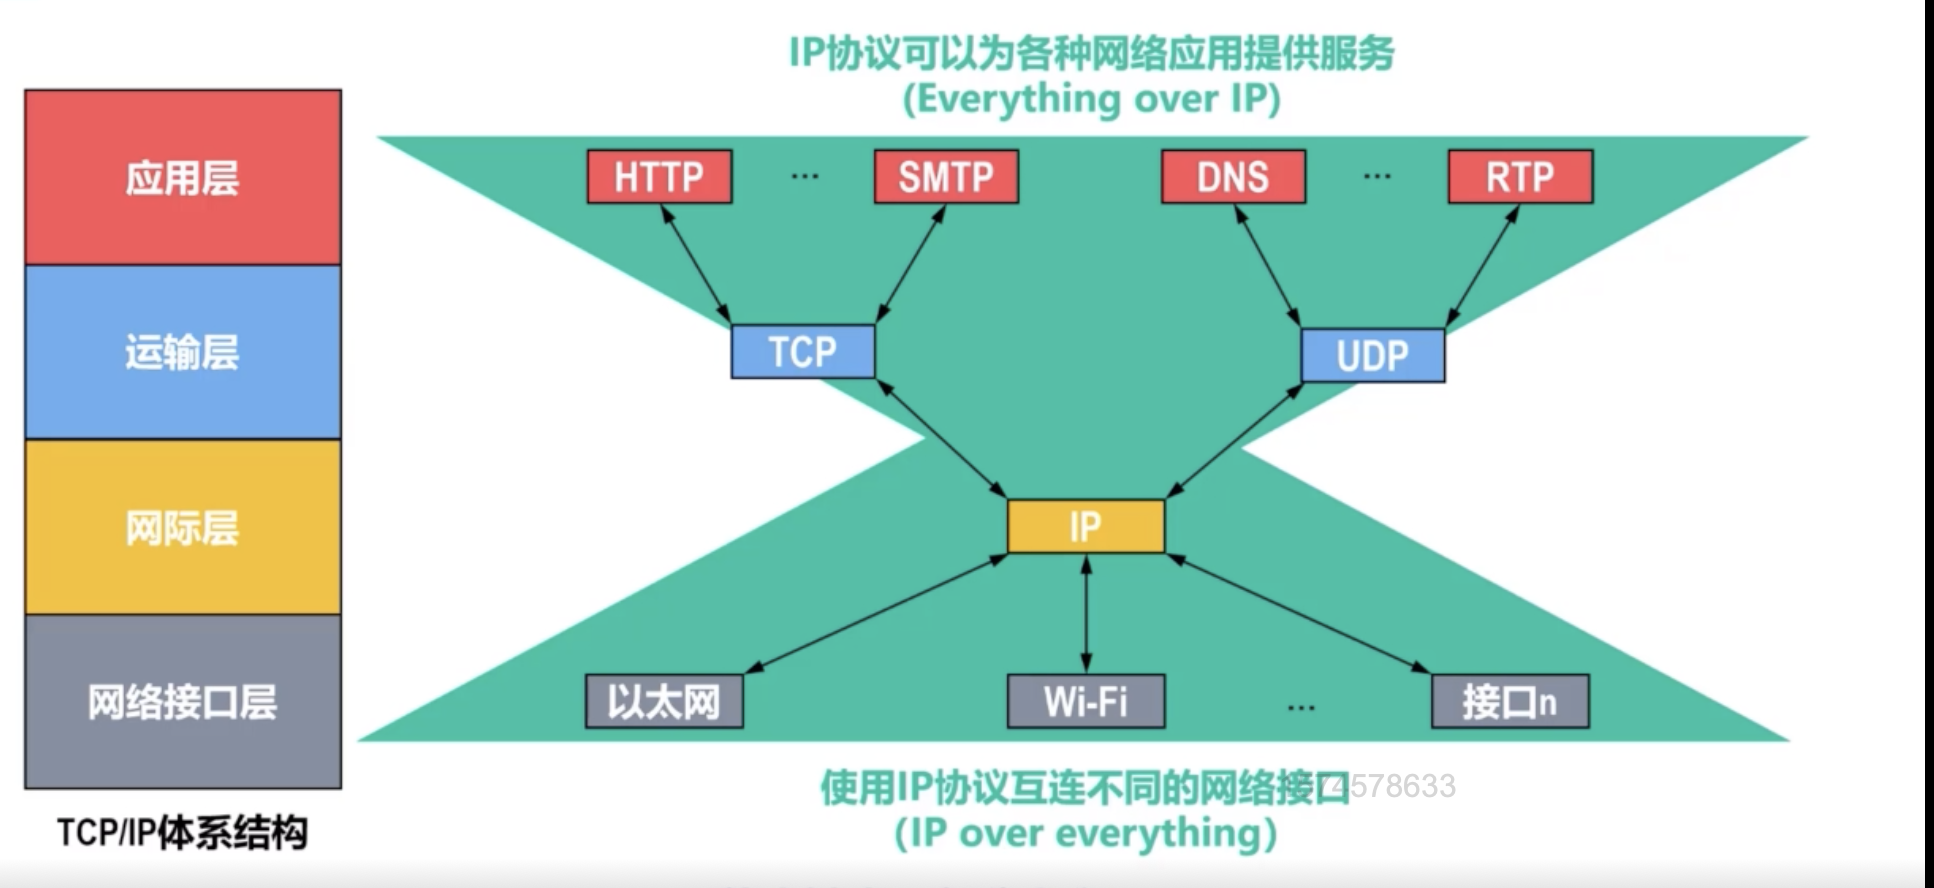 IP协议可以为各种网络应用提供服务
(Everything over IP)
应用层
HTTP ... SMTP DNS ... RTP
运输层
TCP UDP
网际层
IP
网络接口层
以太网 Wi-Fi ... 接口n
TCP/IP体系结构
使用IP协议互连不同的网络接口
(IP over everything)
74578633